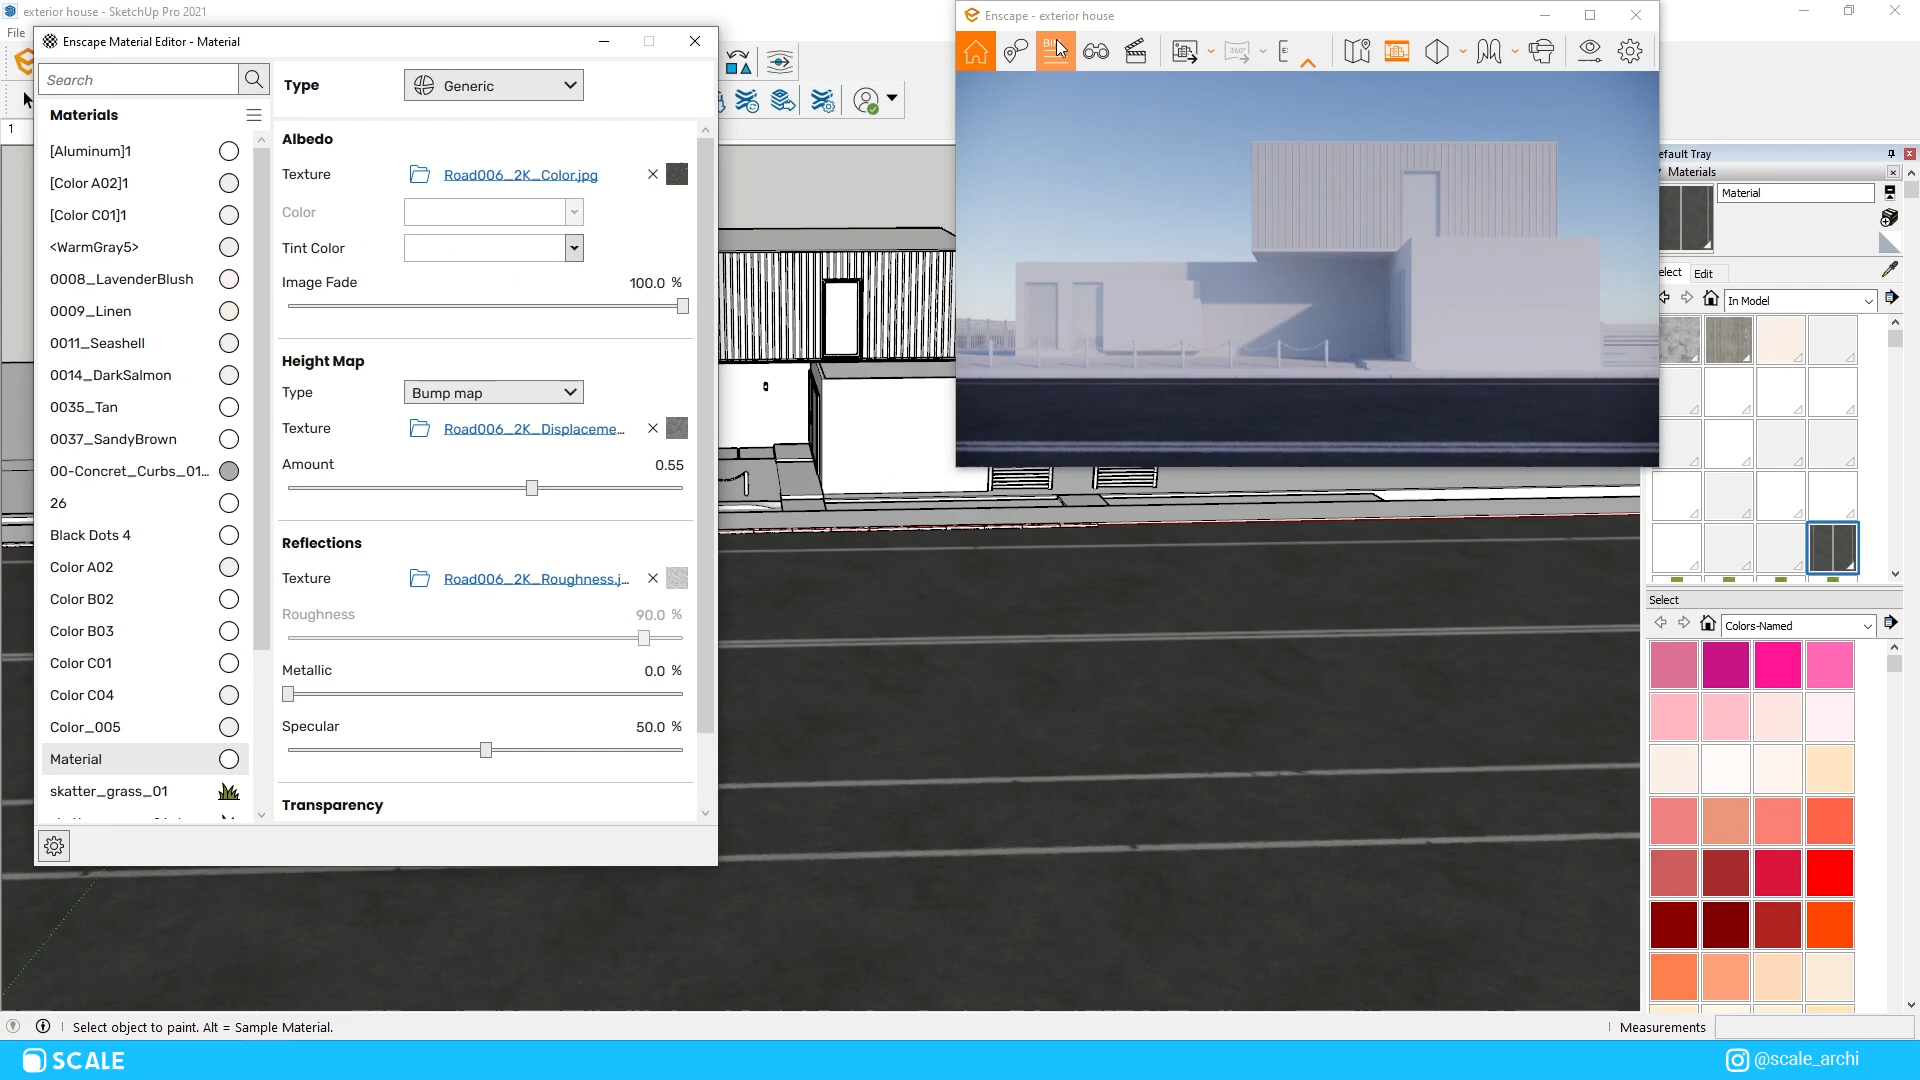 exterior house - SketchUp Pro 2021
File
Enscape Material Editor - Material
Search
Materials
[Aluminum]1
[Color A02]1
[Color C01]1
<WarmGray5>
0008_LavenderBlush
0009_Linen
0011_Seashell
0014_DarkSalmon
0035_Tan
0037_SandyBrown
00-Concret_Curbs_01...
26
Black Dots 4
Color A02
Color B02
Color B03
Color C01
Color C04
Color_005
Material
skatter_grass_01
Type
Generic
Albedo
Texture
Road006_2K_Color.jpg
Color
Tint Color
Image Fade
100.0 %
Height Map
Type
Bump map
Texture
Road006_2K_Displaceme...
Amount
0.55
Reflections
Texture
Road006_2K_Roughness.j...
Roughness
90.0 %
Metallic
0.0 %
Specular
50.0 %
Transparency
1
Enscape - exterior house
360°
efault Tray
Materials
Material
elect
Edit
In Model
Select
Colors-Named
Select object to paint. Alt = Sample Material.
Measurements
SCALE
@scale_archi